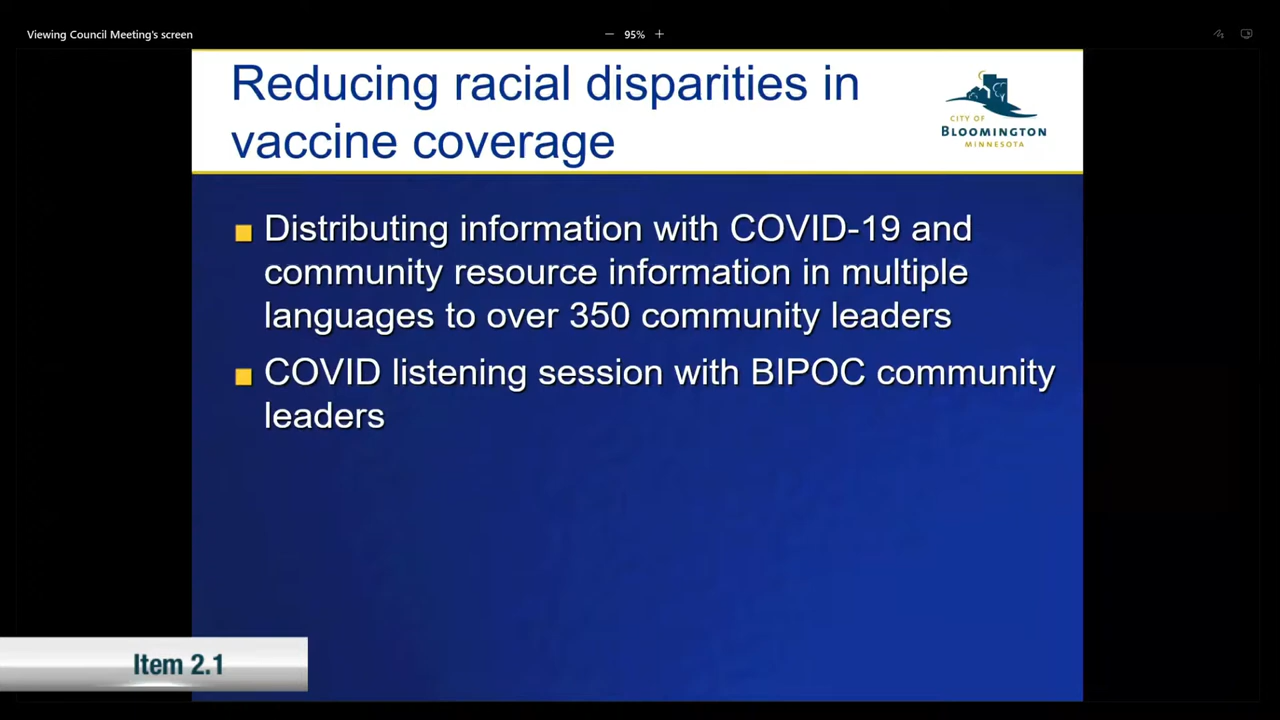 Viewing Council Meeting's screen
95%
Reducing racial disparities in
vaccine coverage
CITY OF
BLOOMINGTON
MINNESOTA
Distributing information with COVID-19 and
community resource information in multiple
languages to over 350 community leaders
COVID listening session with BIPOC community
leaders
Item 2.1